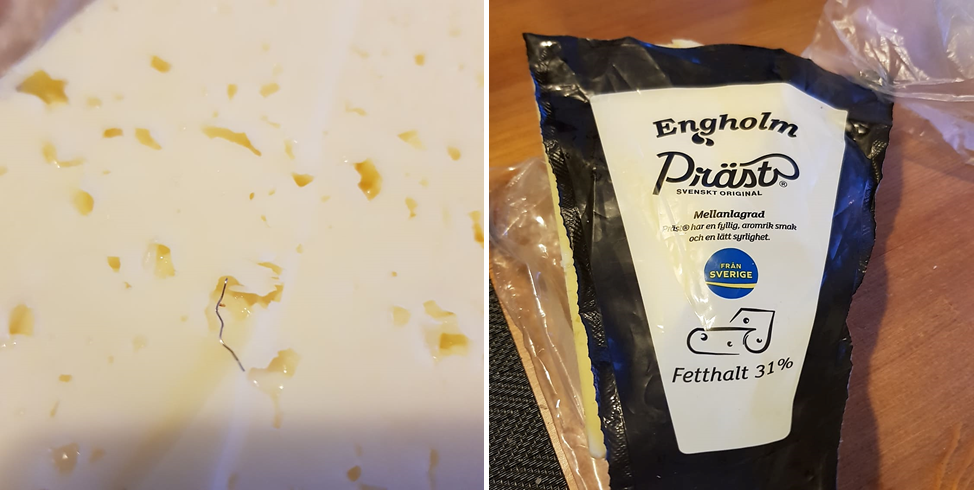 Engholm
Präst®
SVENSKT ORIGINAL
Mellanlagrad
Präst® har en fyllig, aromrik smak
och en lätt syrlighet.
FRÅN
SVERIGE
Fetthalt 31%